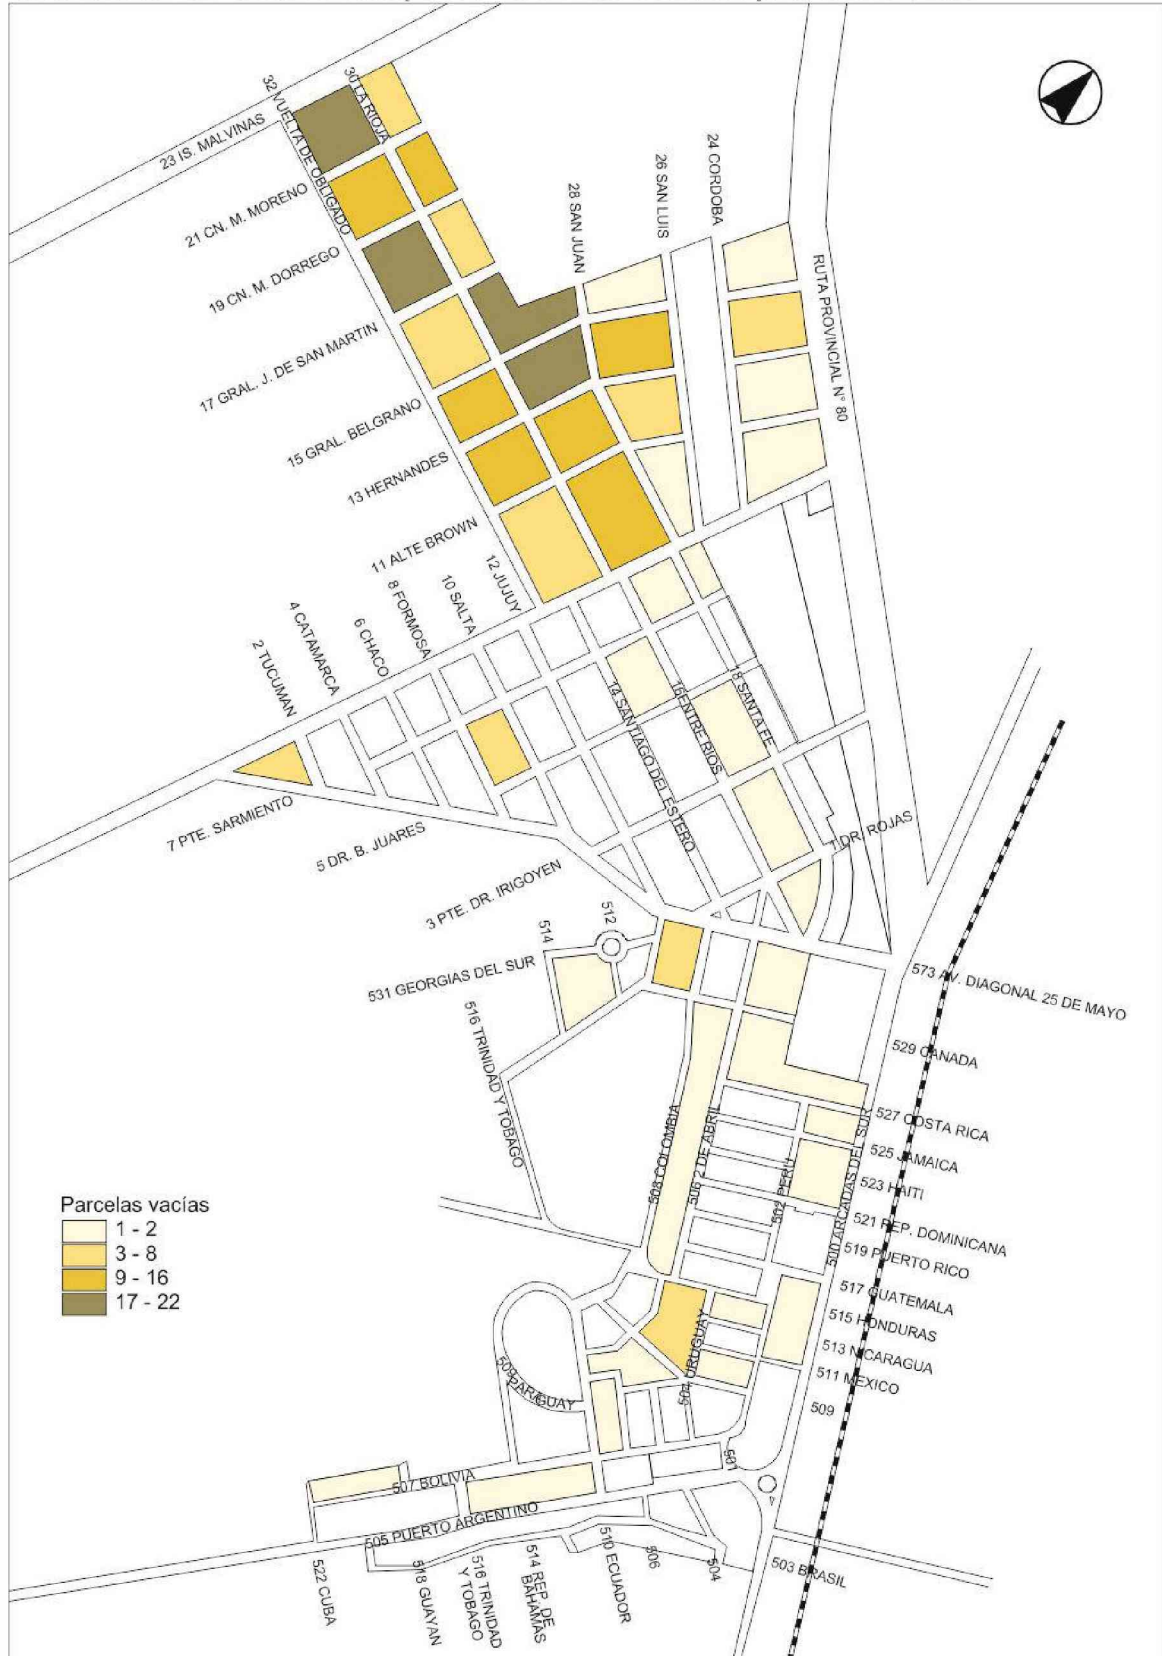 32 VUELTA DE OBLIGADO
30 LA RIOJA
23 IS. MALVINAS
21 CN. M. MORENO
19 CN. M. DORREGO
17 GRAL. J. DE SAN MARTIN
15 GRAL. BELGRANO
13 HERNANDES
11 ALTE BROWN
28 SAN JUAN
26 SAN LUIS
24 CORDOBA
RUTA PROVINCIAL N° 80
12 JUJUY
10 SALTA
8 FORMOSA
6 CHACO
4 CATAMARCA
2 TUCUMAN
14 SANTIAGO DEL ESTERO
16 ENTRE RIOS
18 SANTA FE
7 PTE. SARMIENTO
5 DR. B. JUARES
3 PTE. DR. IRIGOYEN
1 DR. ROJAS
512
514
531 GEORGIAS DEL SUR
516 TRINIDAD Y TOBAGO
573 AV. DIAGONAL 25 DE MAYO
529 CANADA
527 COSTA RICA
525 JAMAICA
523 HAITI
521 REP. DOMINICANA
519 PUERTO RICO
517 GUATEMALA
515 HONDURAS
513 NICARAGUA
511 MEXICO
509
508 COLOMBIA
506 2 DE ABRIL
502 PERU
500 ARCADAS DEL SUR
Parcelas vacías
1 - 2
3 - 8
9 - 16
17 - 22
URUGUAY
509 PARAGUAY
501
507 BOLIVIA
505 PUERTO ARGENTINO
522 CUBA
518 GUAYAN
516 TRINIDAD
Y TOBAGO
514 REP. DE
BAHAMAS
510 ECUADOR
506
504
503 BRASIL